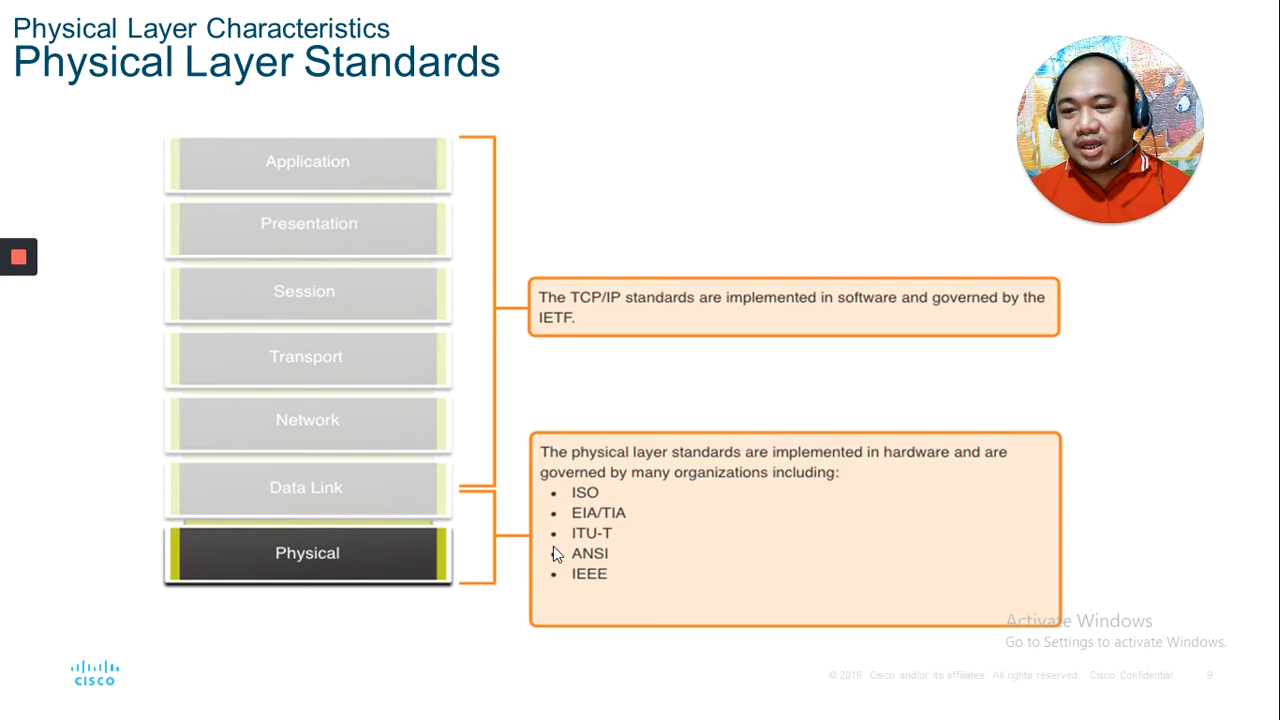 Physical Layer Characteristics
Physical Layer Standards
Application
Presentation
Session
Transport
Network
Data Link
Physical
The TCP/IP standards are implemented in software and governed by the
IETF.
The physical layer standards are implemented in hardware and are
governed by many organizations including:
• ISO
• EIA/TIA
• ITU-T
• ANSI
• IEEE
Activate Windows
Go to Settings to activate Windows.
CISCO
© 2016 Cisco and/or its affiliates. All rights reserved. Cisco Confidential 9